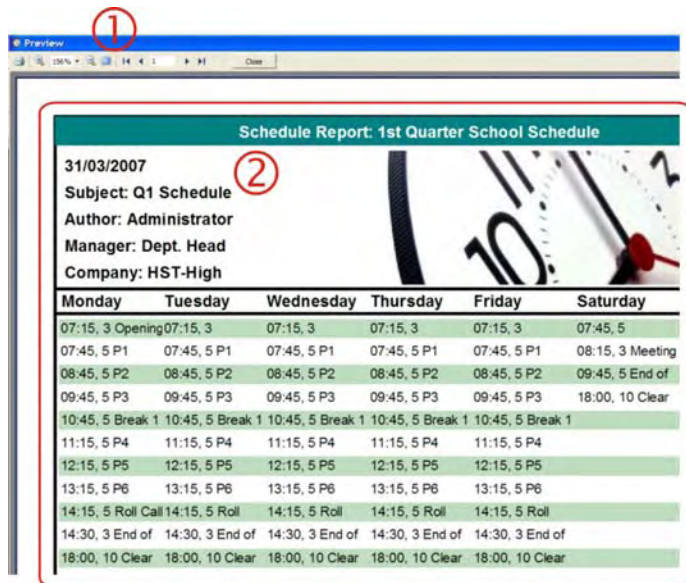 ①
Preview
156% 1 Close
Schedule Report: 1st Quarter School Schedule
31/03/2007
②
Subject: Q1 Schedule
Author: Administrator
Manager: Dept. Head
Company: HST-High
10
Monday Tuesday Wednesday Thursday Friday Saturday
07:15, 3 Opening 07:15, 3 07:15, 3 07:15, 3 07:15, 3 07:45, 5
07:45, 5 P1 07:45, 5 P1 07:45, 5 P1 07:45, 5 P1 07:45, 5 P1 08:15, 3 Meeting
08:45, 5 P2 08:45, 5 P2 08:45, 5 P2 08:45, 5 P2 08:45, 5 P2 09:45, 5 End of
09:45, 5 P3 09:45, 5 P3 09:45, 5 P3 09:45, 5 P3 09:45, 5 P3 18:00, 10 Clear
10:45, 5 Break 1 10:45, 5 Break 1 10:45, 5 Break 1 10:45, 5 Break 1 10:45, 5 Break 1
11:15, 5 P4 11:15, 5 P4 11:15, 5 P4 11:15, 5 P4 11:15, 5 P4
12:15, 5 P5 12:15, 5 P5 12:15, 5 P5 12:15, 5 P5 12:15, 5 P5
13:15, 5 P6 13:15, 5 P6 13:15, 5 P6 13:15, 5 P6 13:15, 5 P6
14:15, 5 Roll Call 14:15, 5 Roll 14:15, 5 Roll 14:15, 5 Roll 14:15, 5 Roll
14:30, 3 End of 14:30, 3 End of 14:30, 3 End of 14:30, 3 End of 14:30, 3 End of
18:00, 10 Clear 18:00, 10 Clear 18:00, 10 Clear 18:00, 10 Clear 18:00, 10 Clear